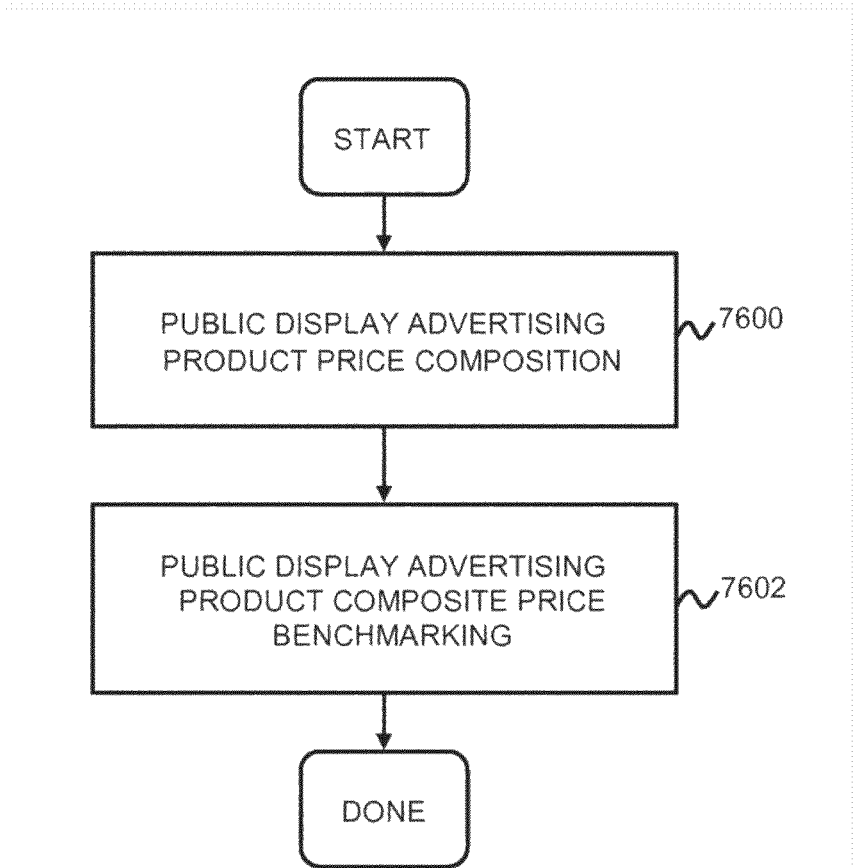 START
PUBLIC DISPLAY ADVERTISING
PRODUCT PRICE COMPOSITION
7600
PUBLIC DISPLAY ADVERTISING
PRODUCT COMPOSITE PRICE
BENCHMARKING
7602
DONE